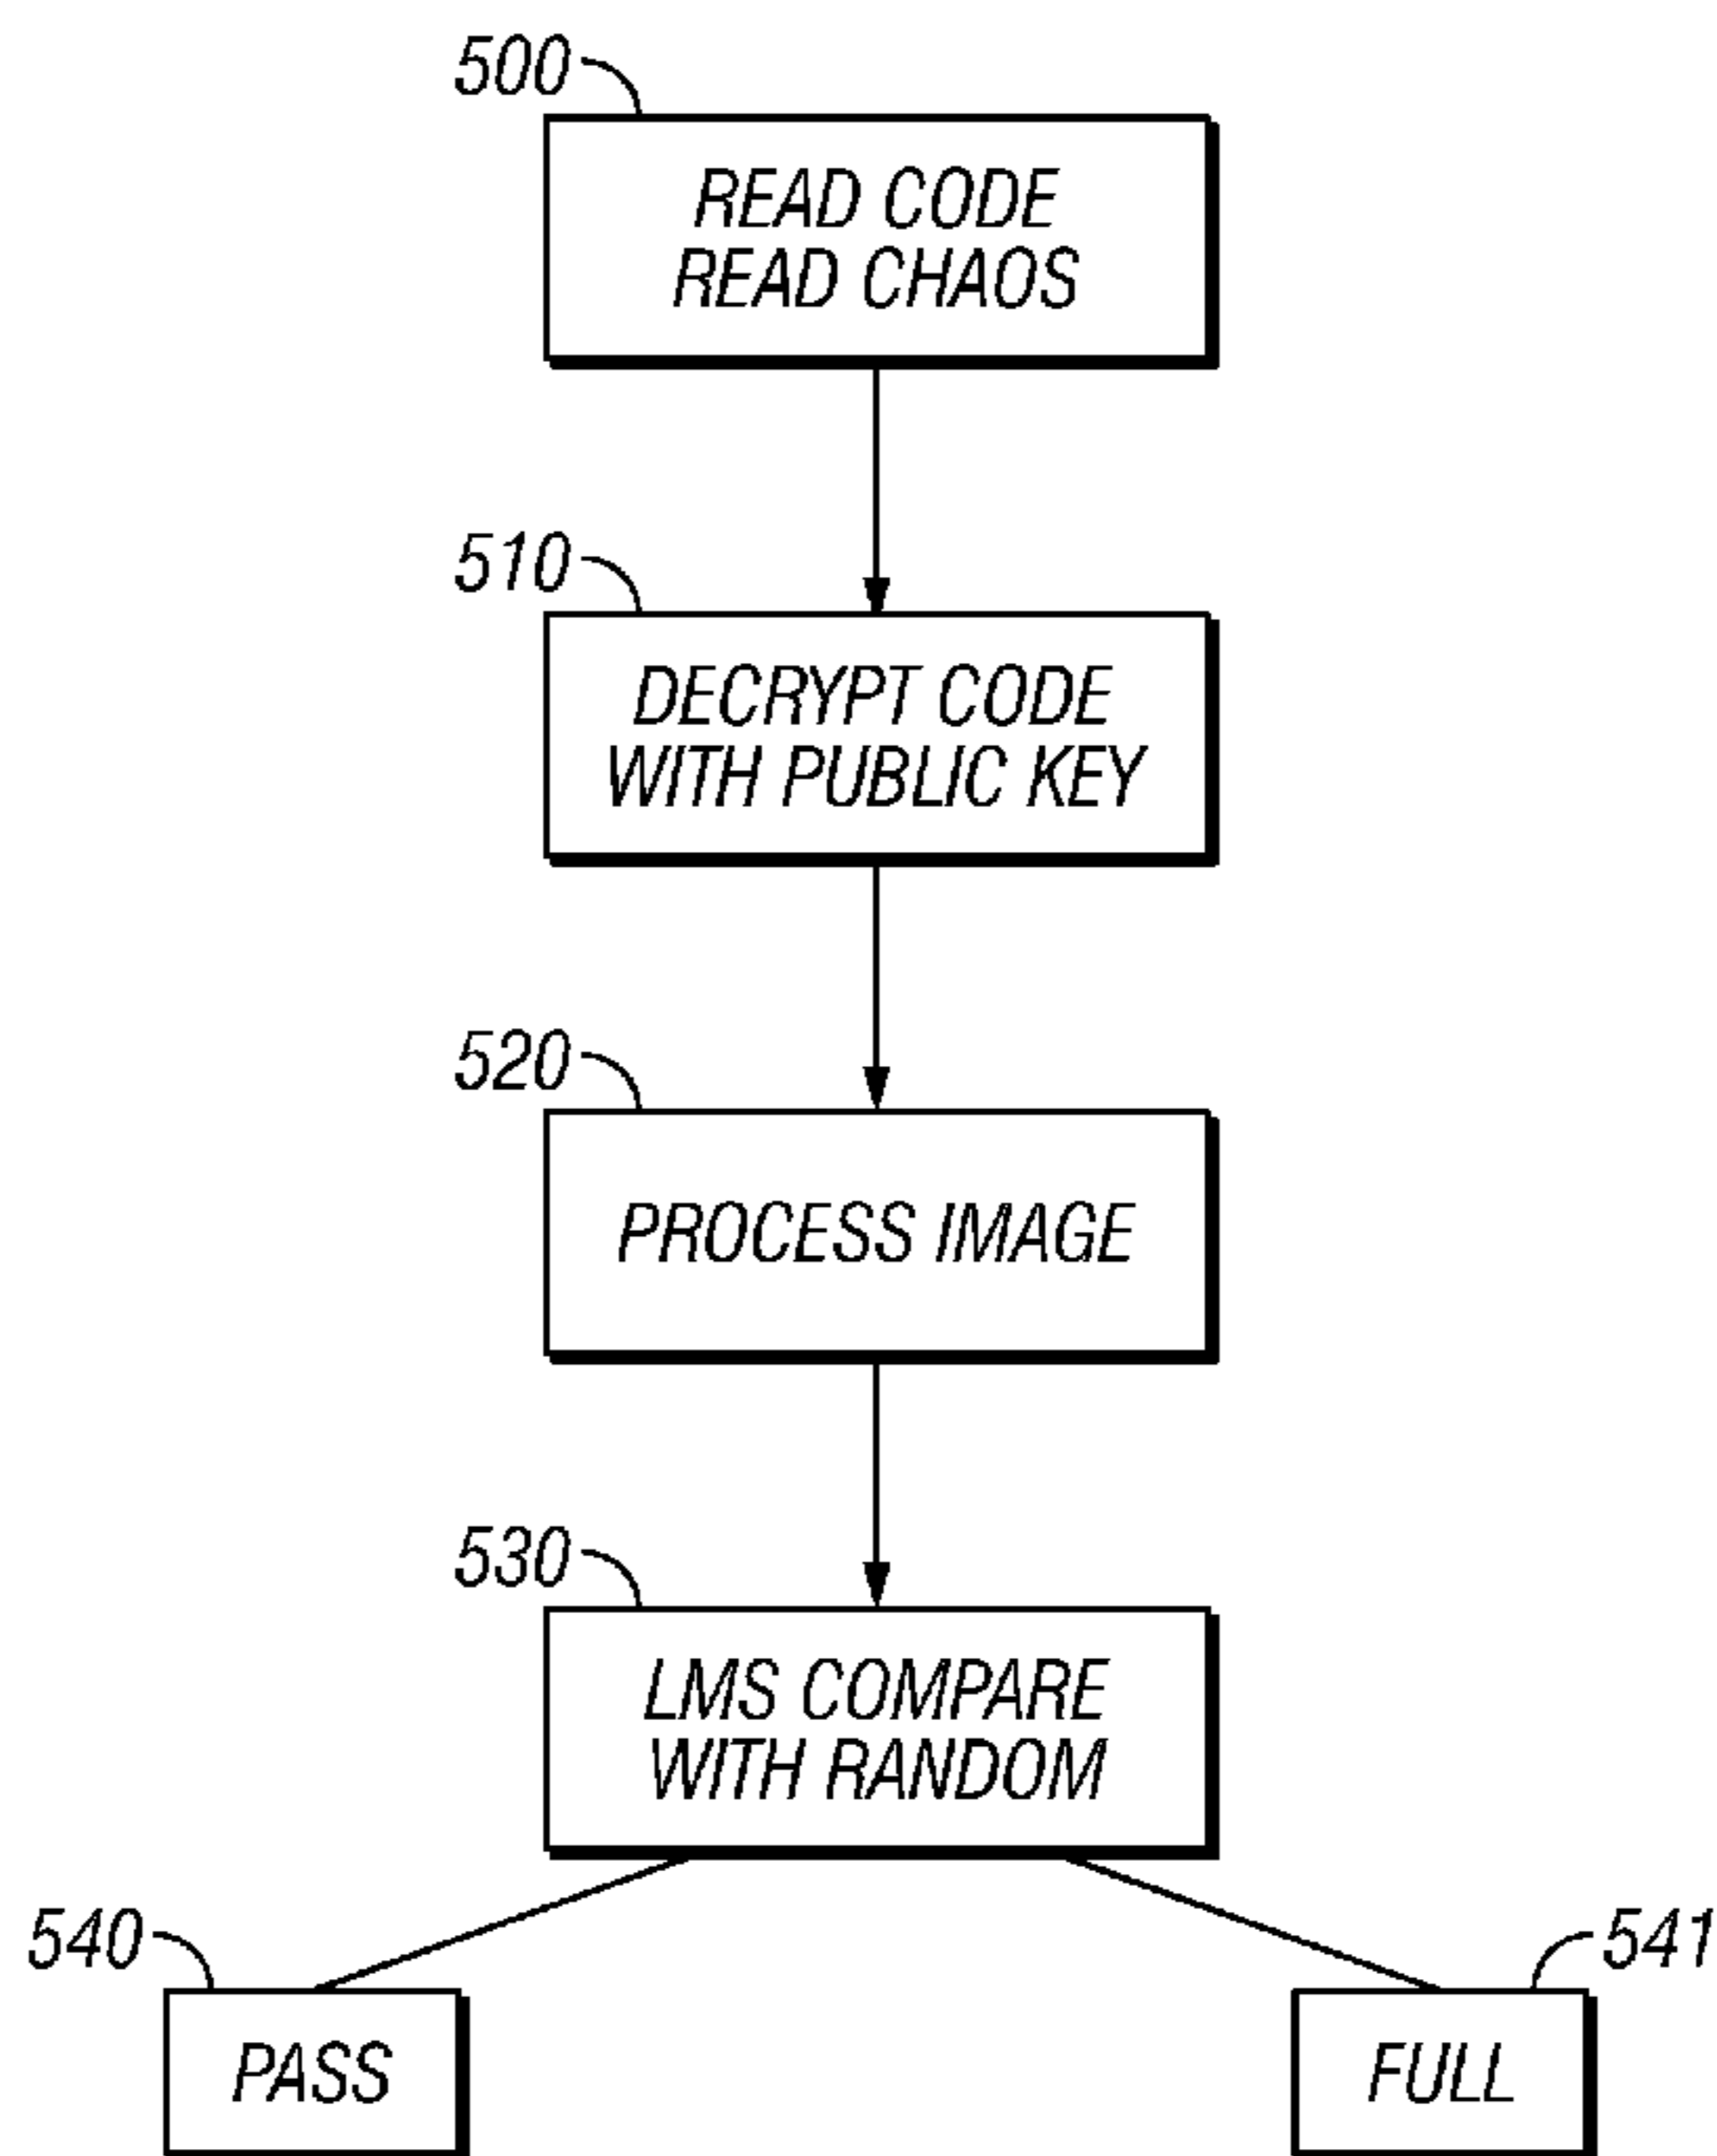 500
READ CODE
READ CHAOS
510
DECRYPT CODE
WITH PUBLIC KEY
520
PROCESS IMAGE
530
LMS COMPARE
WITH RANDOM
540
PASS
541
FULL